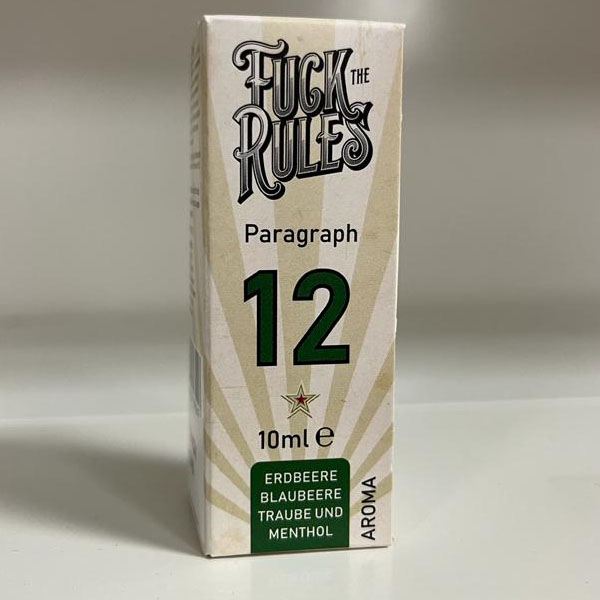 FUCK THE
RULES
Paragraph
12
10ml ℮
ERDBEERE
BLAUBEERE
TRAUBE UND
MENTHOL
AROMA